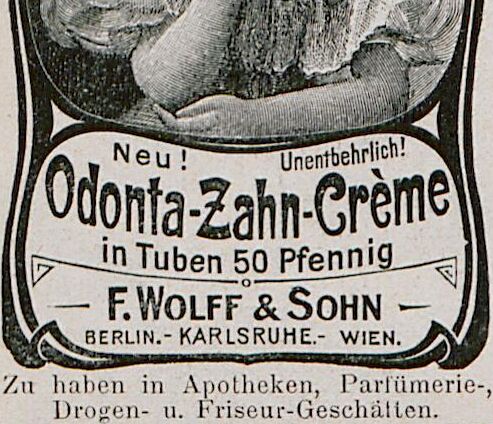 Neu! Unentbehrlich!
Odonta-Zahn-Crème
in Tuben 50 Pfennig
F. WOLFF & SOHN
BERLIN.- KARLSRUHE.- WIEN.
Zu haben in Apotheken, Parfümerie-,
Drogen- u. Friseur-Geschäften.